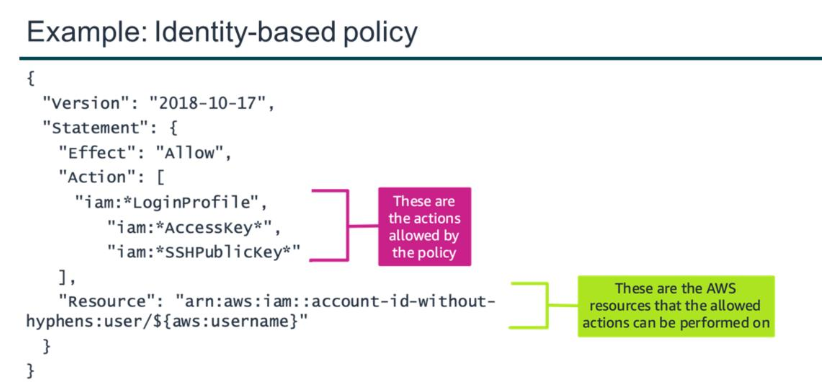 Example: Identity-based policy
{
"Version": "2018-10-17",
"Statement": {
"Effect": "Allow",
"Action": [
"iam:*LoginProfile",
"iam:*AccessKey*",
"iam:*SSHPublicKey*"
These are
the actions
allowed by
the policy
],
"Resource": "arn:aws:iam::account-id-without-
hyphens:user/${aws:username}"
These are the AWS
resources that the allowed
actions can be performed on
}
}